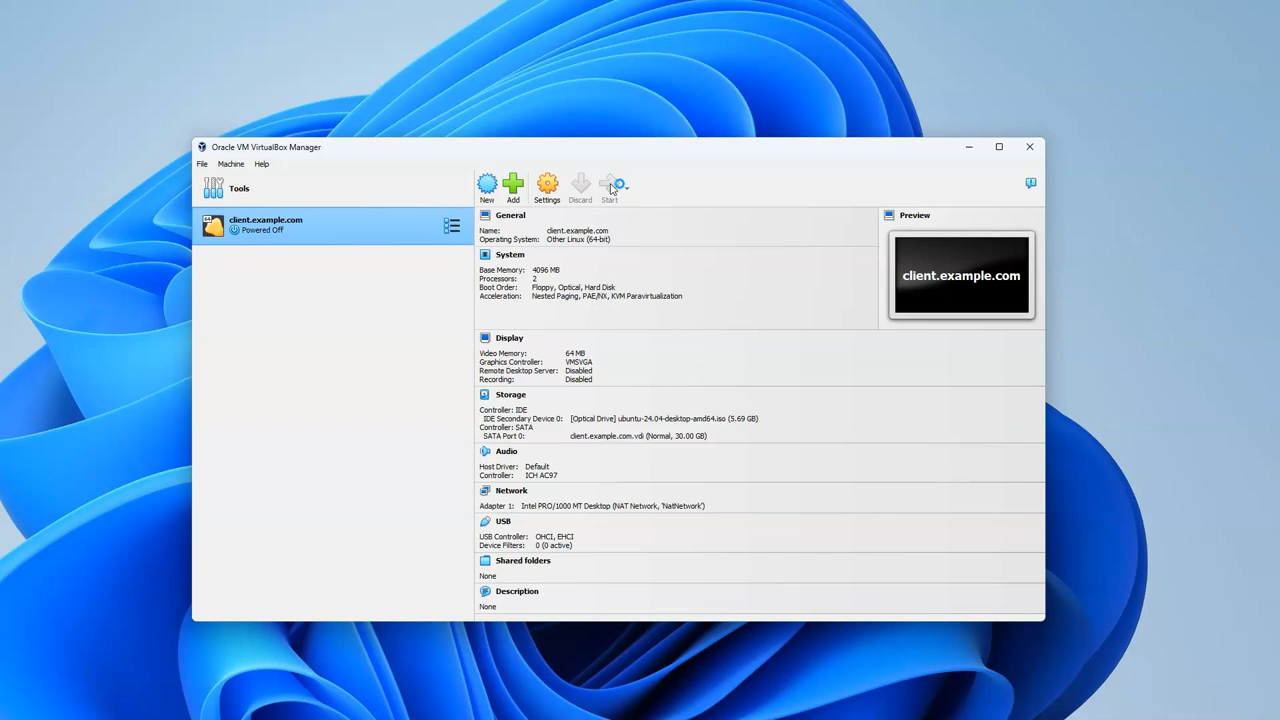 Oracle VM VirtualBox Manager
File Machine Help
Tools
New Add Settings Discard Start
64
client.example.com
Powered Off
General
Name: client.example.com
Operating System: Other Linux (64-bit)
Preview
client.example.com
System
Base Memory: 4096 MB
Processors: 2
Boot Order: Floppy, Optical, Hard Disk
Acceleration: Nested Paging, PAE/NX, KVM Paravirtualization
Display
Video Memory: 64 MB
Graphics Controller: VMSVGA
Remote Desktop Server: Disabled
Recording: Disabled
Storage
Controller: IDE
IDE Secondary Device 0: [Optical Drive] ubuntu-24.04-desktop-amd64.iso (5.69 GB)
Controller: SATA
SATA Port 0: client.example.com.vdi (Normal, 30.00 GB)
Audio
Host Driver: Default
Controller: ICH AC97
Network
Adapter 1: Intel PRO/1000 MT Desktop (NAT Network, 'NatNetwork')
USB
USB Controller: OHCI, EHCI
Device Filters: 0 (0 active)
Shared folders
None
Description
None